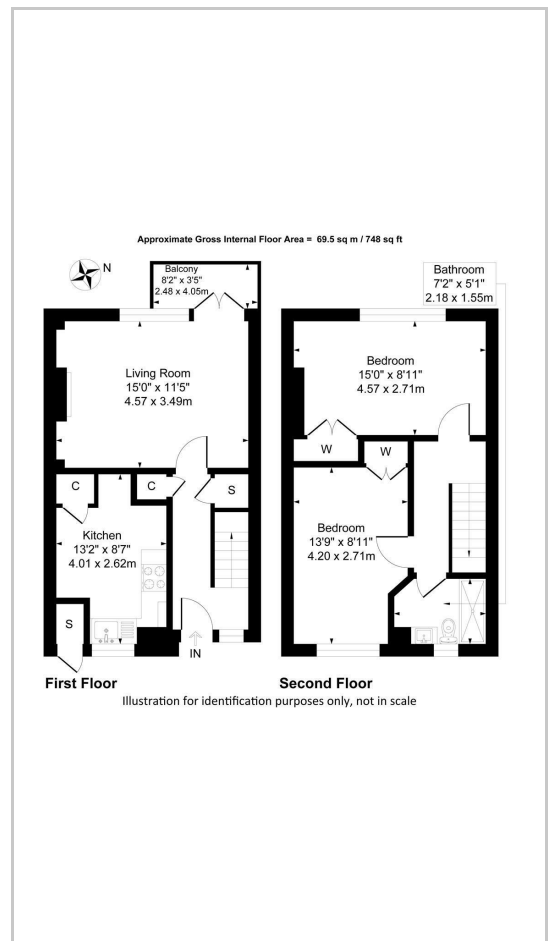 Approximate Gross Internal Floor Area = 69.5 sq m / 748 sq ft
N
Balcony
8'2" x 3'5"
2.48 x 4.05m
Bathroom
7'2" x 5'1"
2.18 x 1.55m
Living Room
15'0" x 11'5"
4.57 x 3.49m
Bedroom
15'0" x 8'11"
4.57 x 2.71m
W
W
C
C
S
Kitchen
13'2" x 8'7"
4.01 x 2.62m
Bedroom
13'9" x 8'11"
4.20 x 2.71m
S
IN
First Floor
Second Floor
Illustration for identification purposes only, not in scale